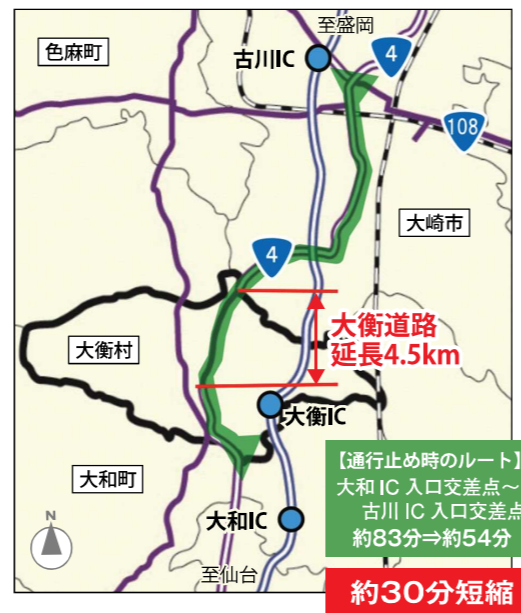 至盛岡
色麻町
古川IC
4
108
大崎市
4
大衡道路
延長4.5km
大衡村
大衡IC
大和町
【通行止め時のルート】
大和IC入口交差点～
古川IC入口交差点
約83分⇒約54分
大和IC
N
至仙台
約30分短縮